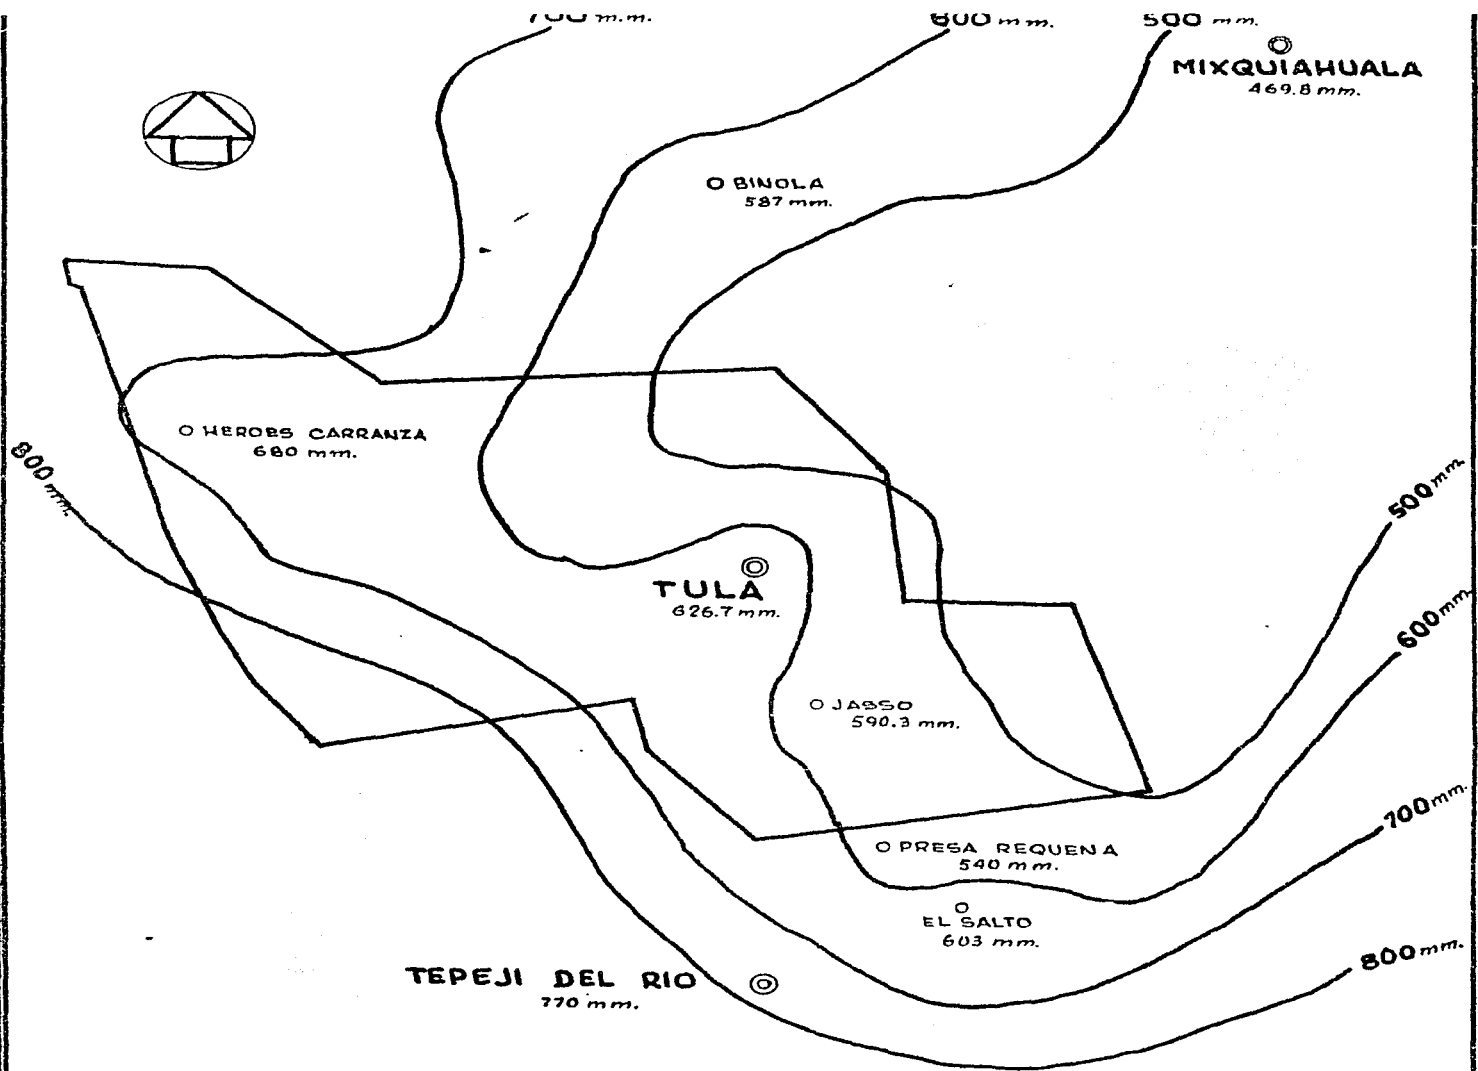 700 m.m.
600 mm.
500 mm.
MIXQUIAHUALA
469.8 mm.
BINOLA
587 mm.
HEROES CARRANZA
680 mm.
800 mm.
500 mm.
TULA
626.7 mm.
600 mm.
JASSO
590.3 mm.
700 mm.
PRESA REQUENA
540 mm.
EL SALTO
603 mm.
800 mm.
TEPEJI DEL RIO
770 mm.